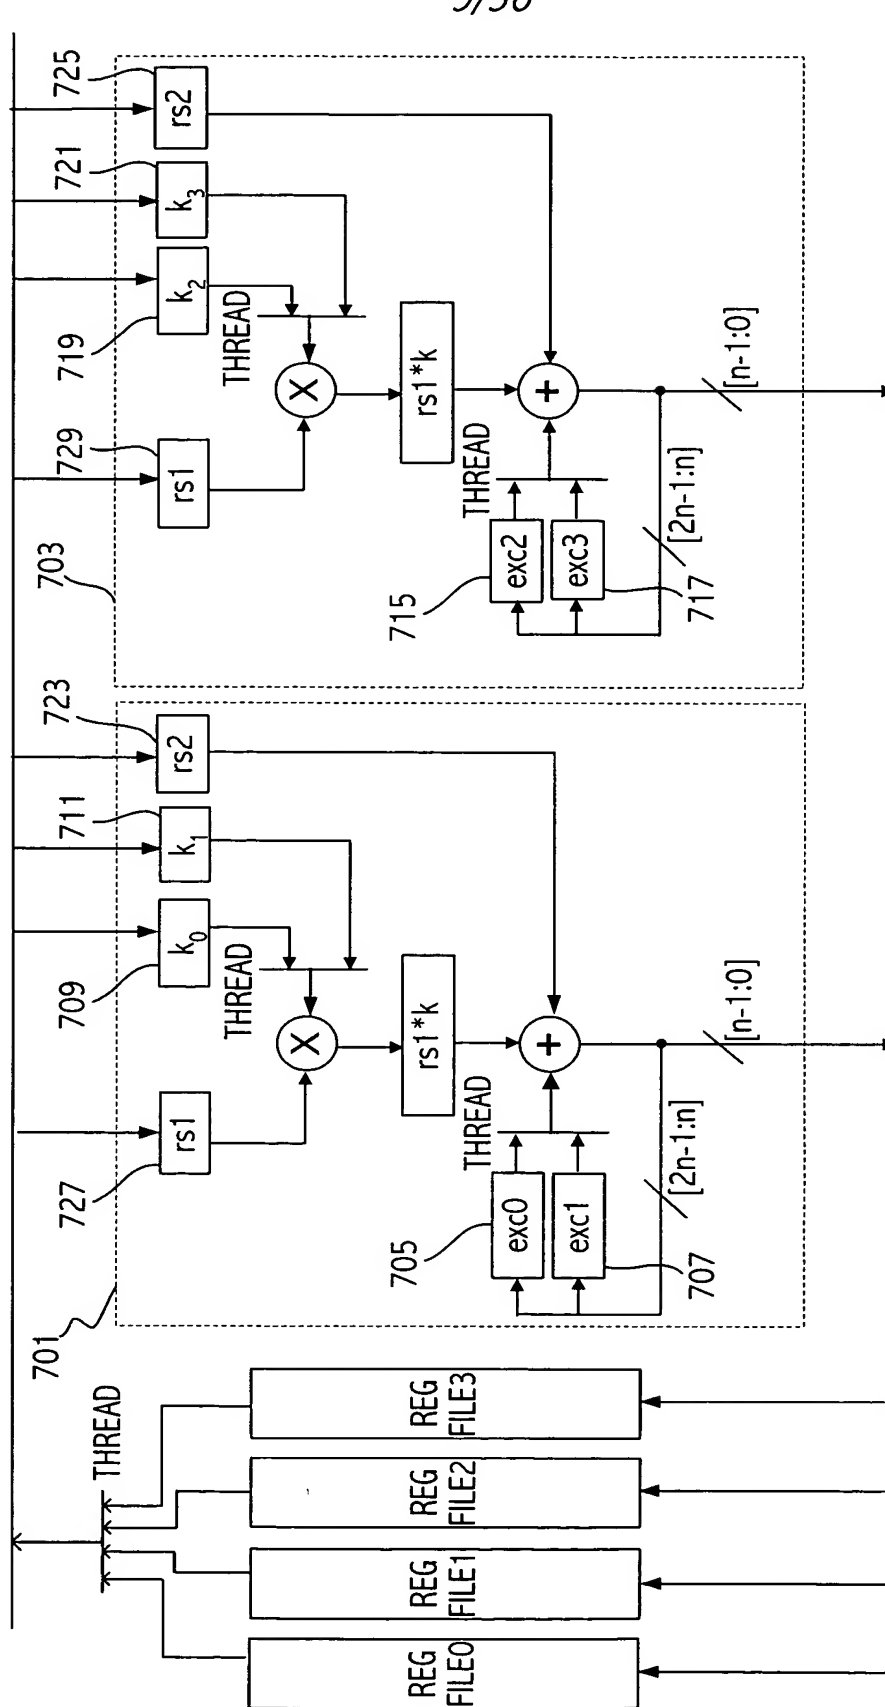 701
703
727
709
711
723
729
719
721
725
THREAD
rs1
k0
k1
rs2
rs1
k2
k3
rs2
THREAD
THREAD
X
X
REG
FILE0
REG
FILE1
REG
FILE2
REG
FILE3
705
rs1*k
715
rs1*k
THREAD
THREAD
exc0
+
exc2
+
exc1
exc3
707
[2n-1:n]
717
[2n-1:n]
[n-1:0]
[n-1:0]